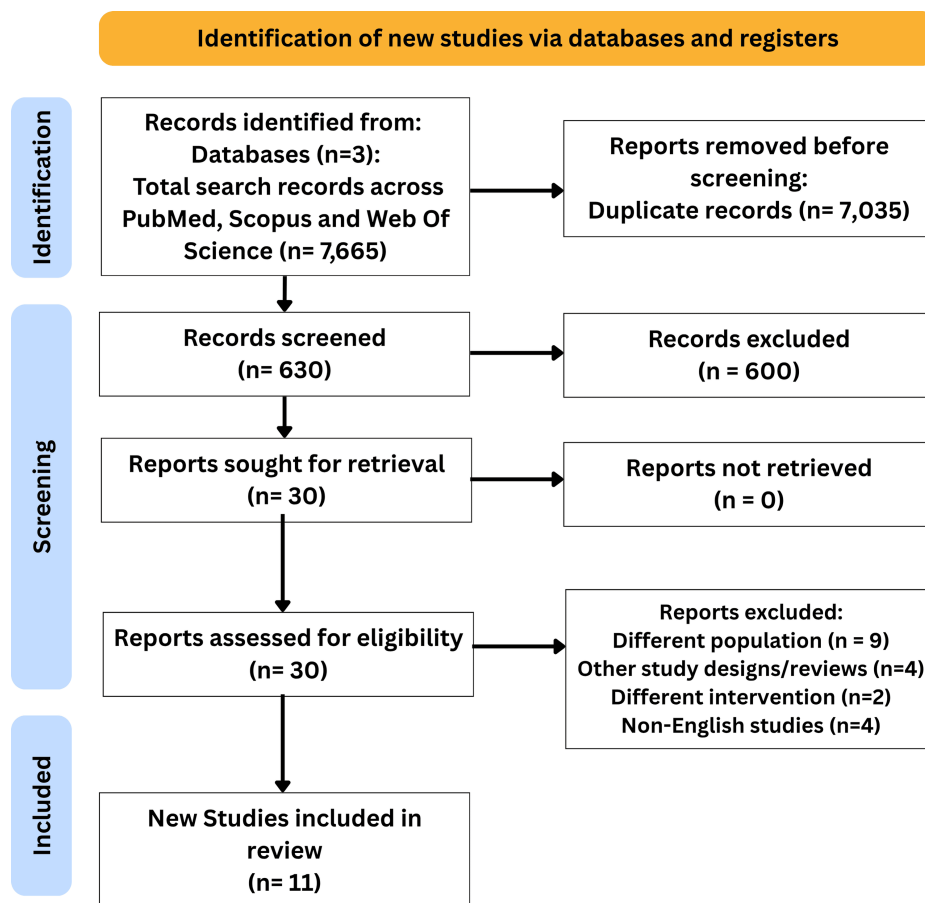 Identification of new studies via databases and registers
Identification
Records identified from:
Databases (n=3):
Total search records across
PubMed, Scopus and Web Of
Science (n= 7,665)
Reports removed before
screening:
Duplicate records (n= 7,035)
Screening
Records screened
(n= 630)
Records excluded
(n = 600)
Reports sought for retrieval
(n= 30)
Reports not retrieved
(n = 0)
Reports assessed for eligibility
(n= 30)
Reports excluded:
Different population (n = 9)
Other study designs/reviews (n=4)
Different intervention (n=2)
Non-English studies (n=4)
Included
New Studies included in
review
(n= 11)